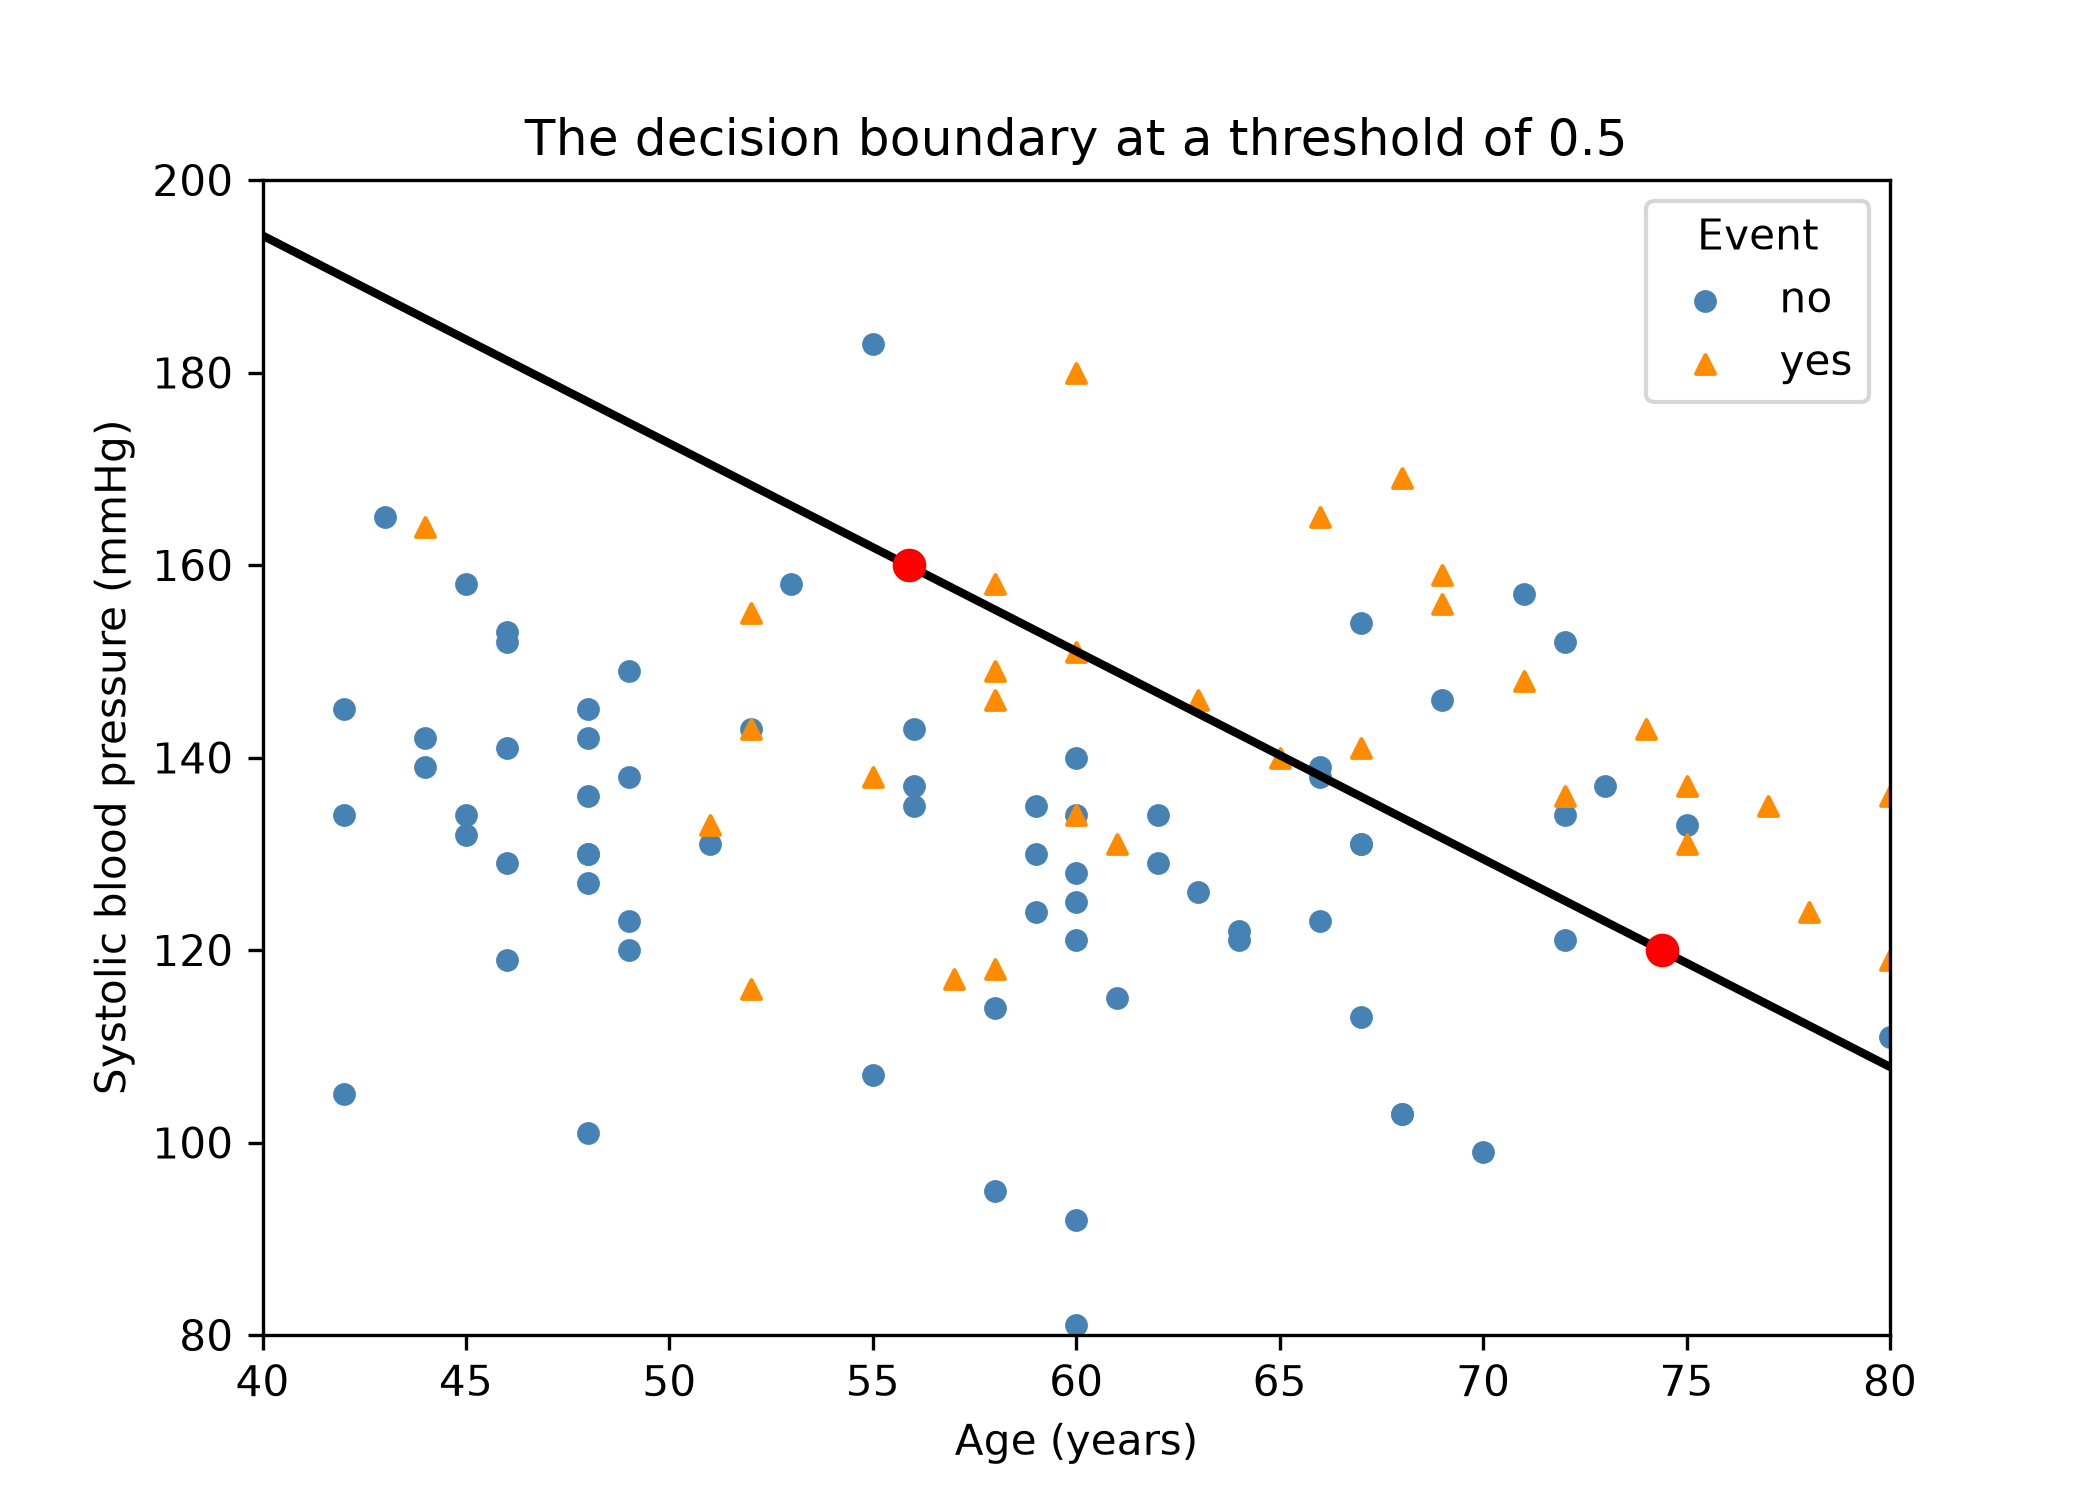 The decision boundary at a threshold of 0.5
Event
no
yes
Systolic blood pressure (mmHg)
200
180
160
140
120
100
80
40 45 50 55 60 65 70 75 80
Age (years)